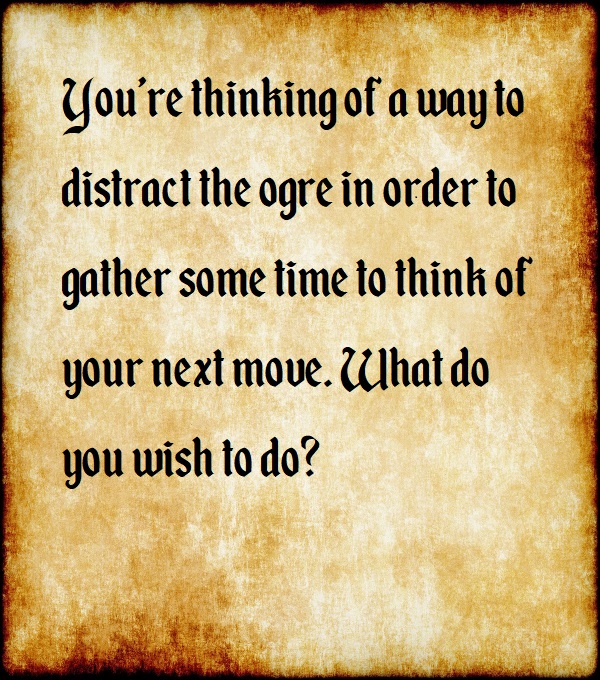 You're thinking of a way to
distract the ogre in order to
gather some time to think of
your next move. What do
you wish to do?